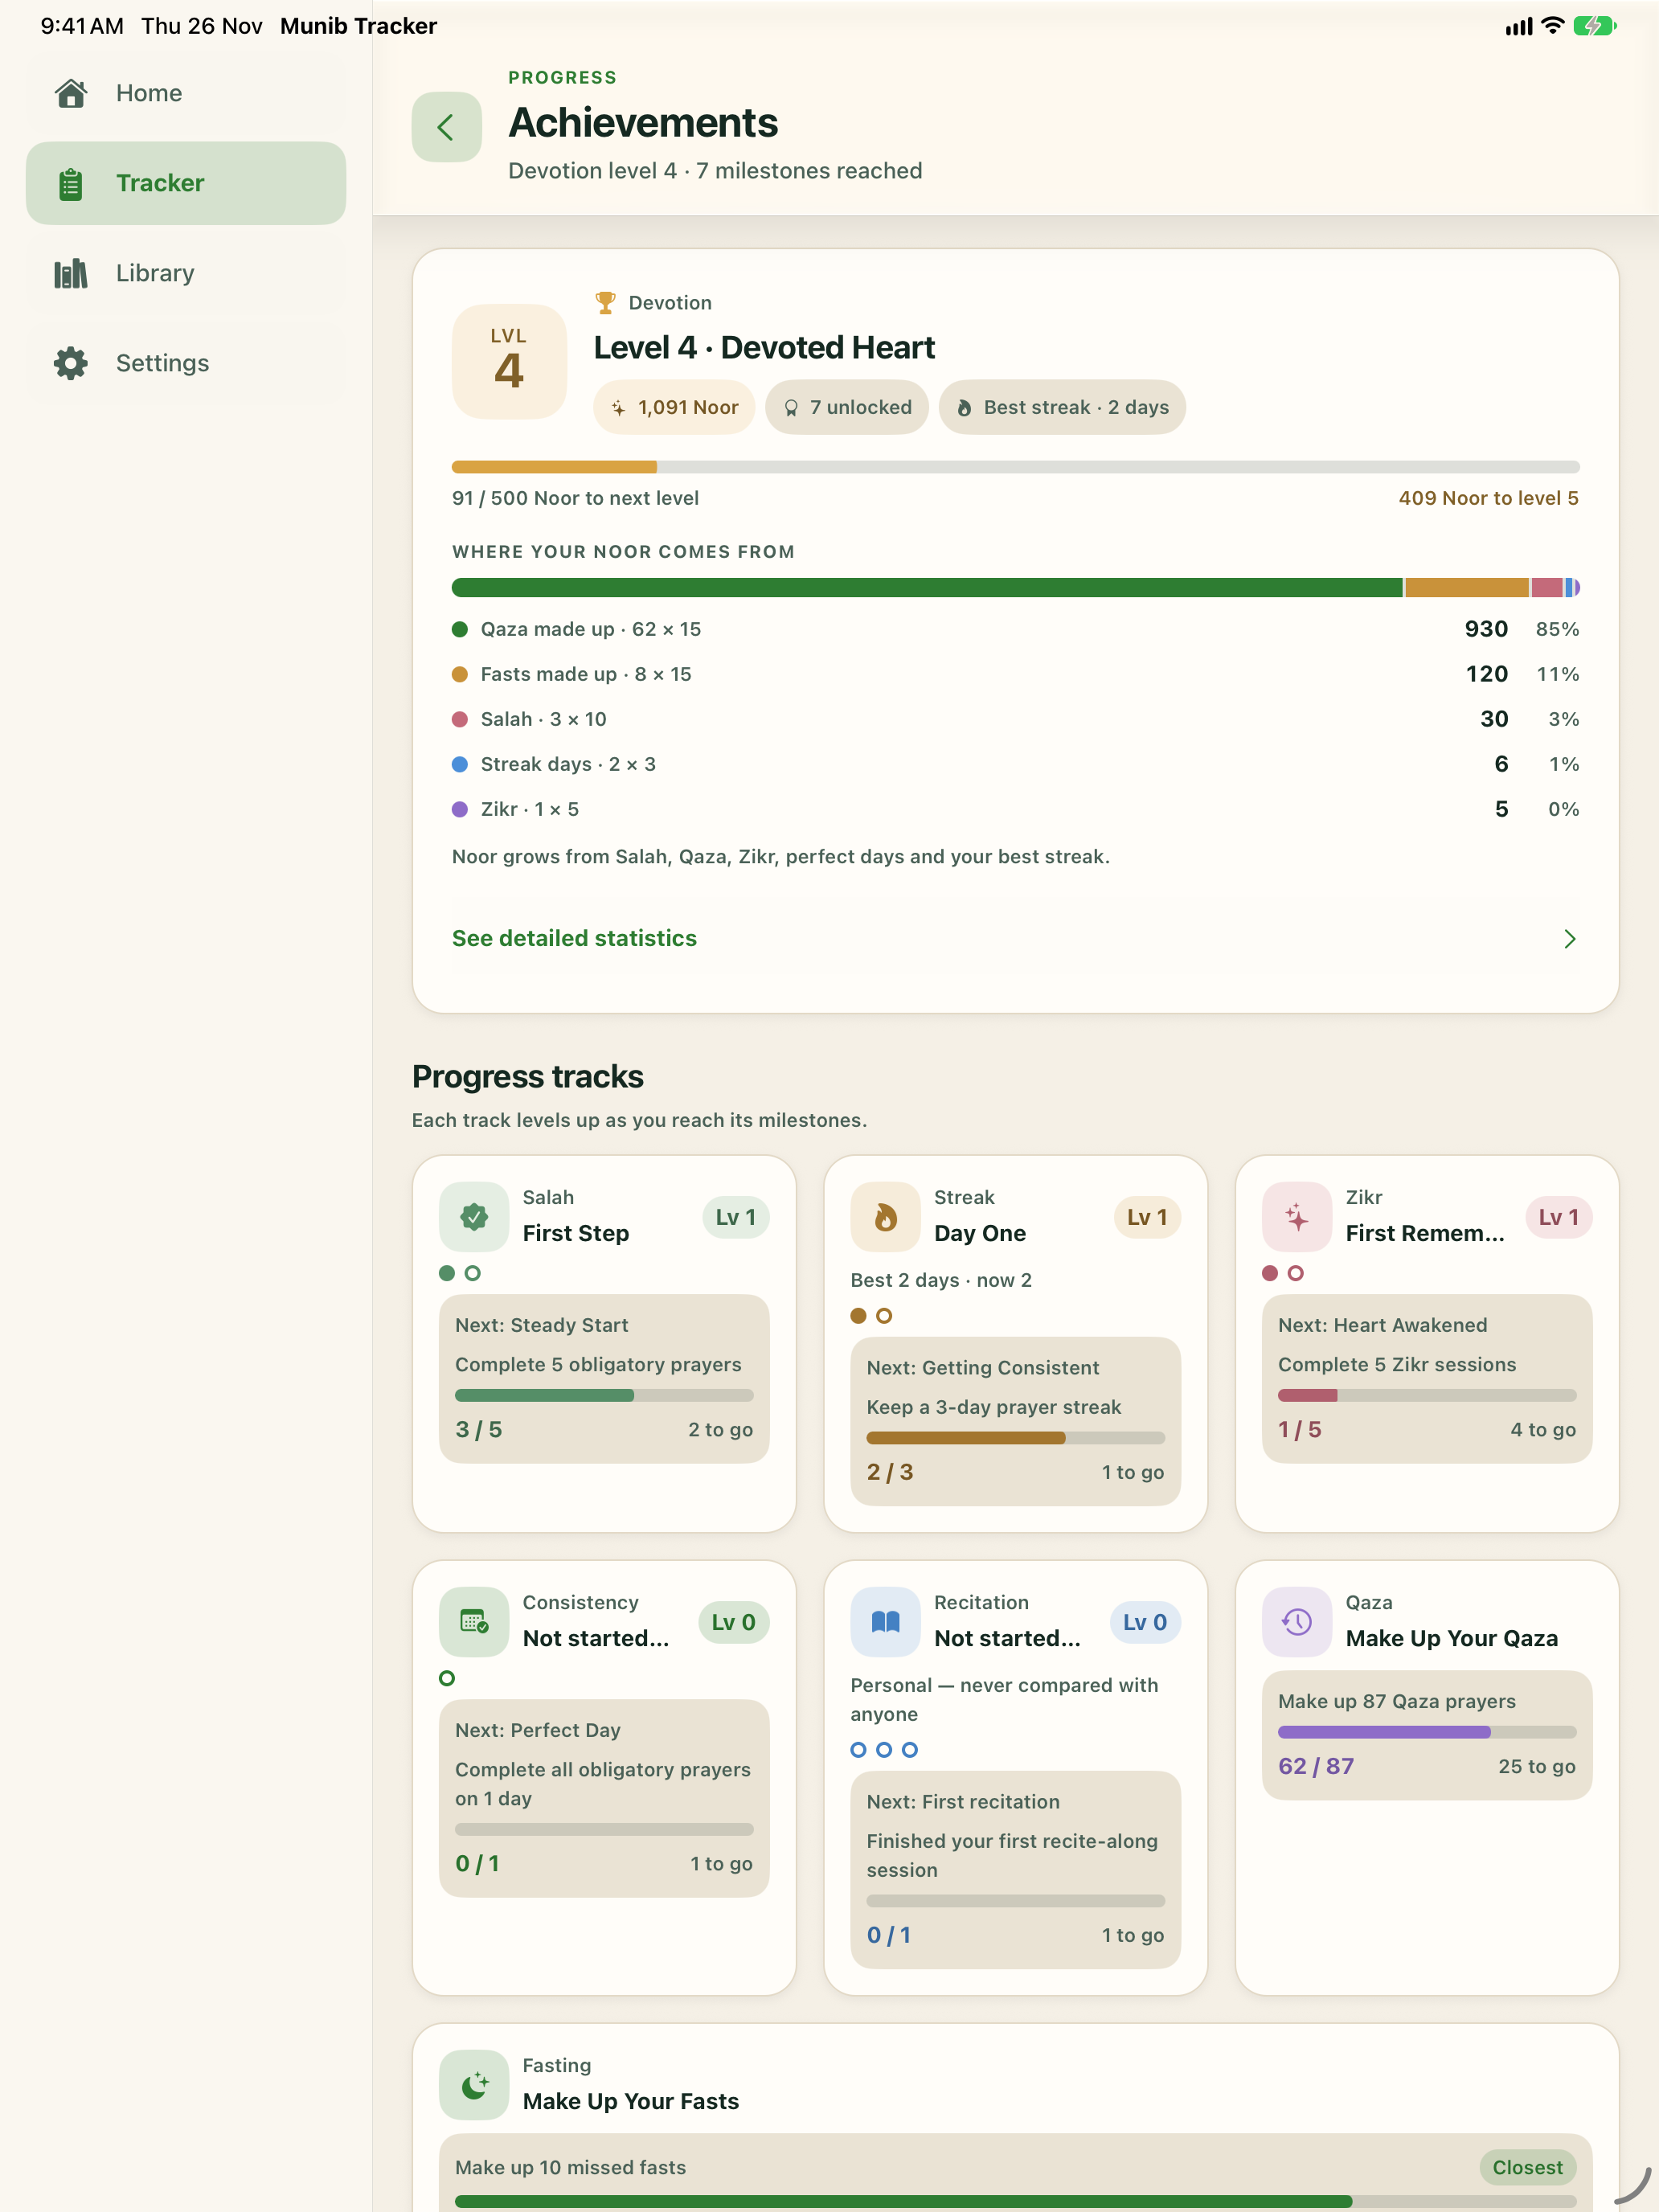 9:41 AM Thu 26 Nov Munib Tracker
Home
Tracker
Library
Settings
PROGRESS
Achievements
Devotion level 4 · 7 milestones reached
LVL
4
Devotion
Level 4 · Devoted Heart
1,091 Noor
7 unlocked
Best streak · 2 days
91 / 500 Noor to next level
409 Noor to level 5
WHERE YOUR NOOR COMES FROM
Qaza made up · 62 × 15 930 85%
Fasts made up · 8 × 15 120 11%
Salah · 3 × 10 30 3%
Streak days · 2 × 3 6 1%
Zikr · 1 × 5 5 0%
Noor grows from Salah, Qaza, Zikr, perfect days and your best streak.
See detailed statistics
Progress tracks
Each track levels up as you reach its milestones.
Salah
First Step
Lv 1
Next: Steady Start
Complete 5 obligatory prayers
3 / 5
2 to go
Streak
Day One
Lv 1
Best 2 days · now 2
Next: Getting Consistent
Keep a 3-day prayer streak
2 / 3
1 to go
Zikr
First Remem...
Lv 1
Next: Heart Awakened
Complete 5 Zikr sessions
1 / 5
4 to go
Consistency
Not started...
Lv 0
Next: Perfect Day
Complete all obligatory prayers
on 1 day
0 / 1
1 to go
Recitation
Not started...
Lv 0
Personal — never compared with
anyone
Next: First recitation
Finished your first recite-along
session
0 / 1
1 to go
Qaza
Make Up Your Qaza
Make up 87 Qaza prayers
62 / 87
25 to go
Fasting
Make Up Your Fasts
Make up 10 missed fasts
Closest